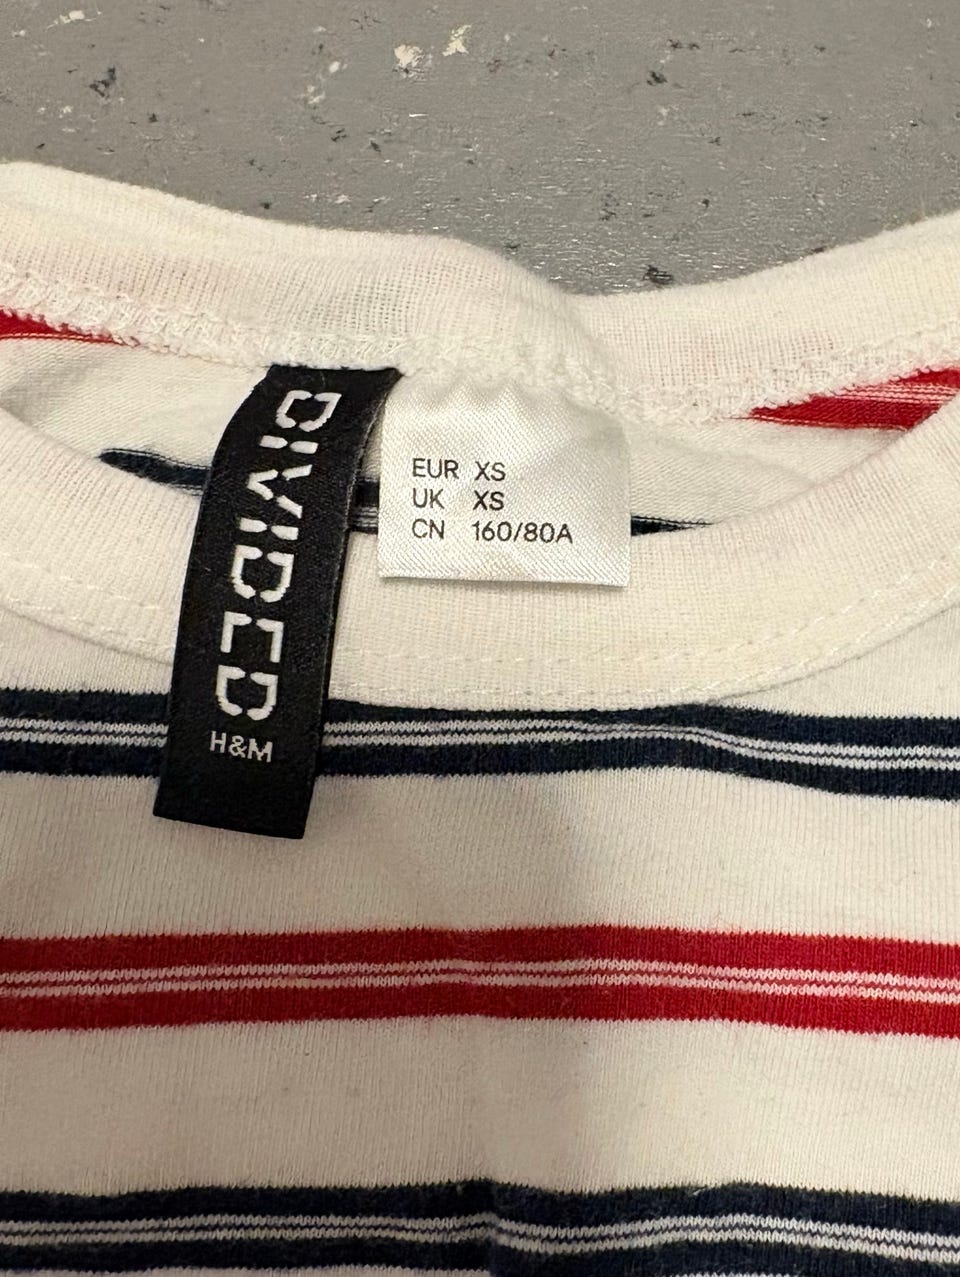 DIVIDED
H&M
EUR XS
UK XS
CN 160/80A